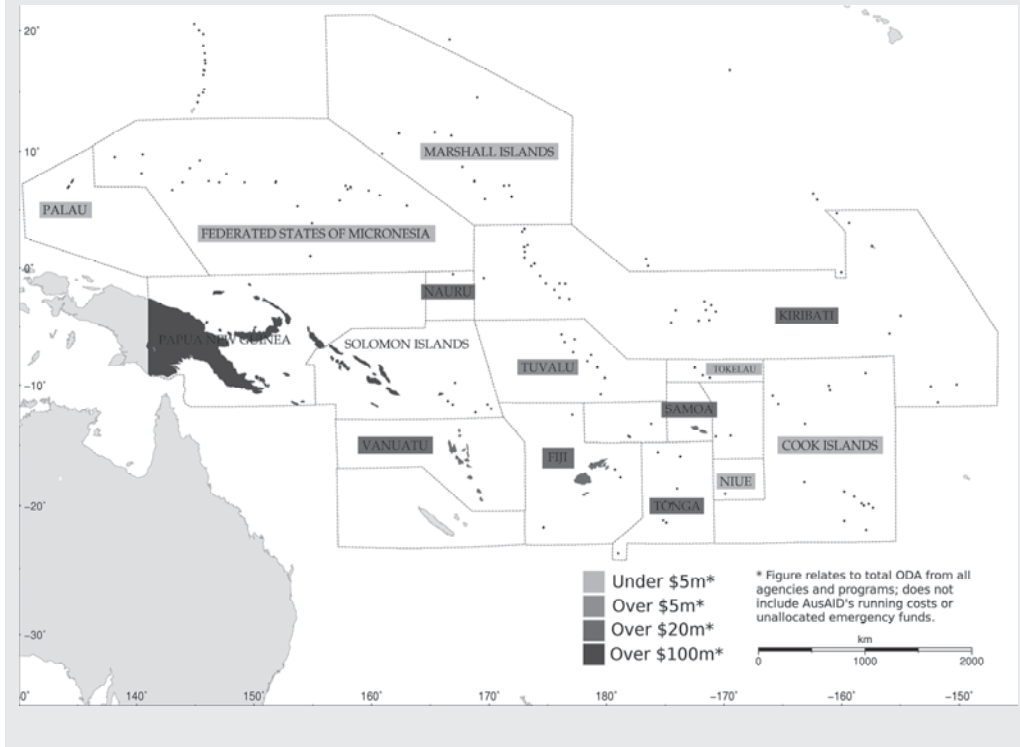 20˚
10˚
MARSHALL ISLANDS
PALAU
FEDERATED STATES OF MICRONESIA
0˚
NAURU
KIRIBATI
PAPUA NEW GUINEA
SOLOMON ISLANDS
TUVALU
TOKELAU
−10˚
SAMOA
VANUATU
FIJI
COOK ISLANDS
NIUE
TONGA
−20˚
Under $5m*
Over $5m*
Over $20m*
Over $100m*
* Figure relates to total ODA from all
agencies and programs; does not
include AusAID's running costs or
unallocated emergency funds.
km
0 1000 2000
−30˚
0˚ 140˚ 150˚ 160˚ 170˚ 180˚ −170˚ −160˚ −150˚